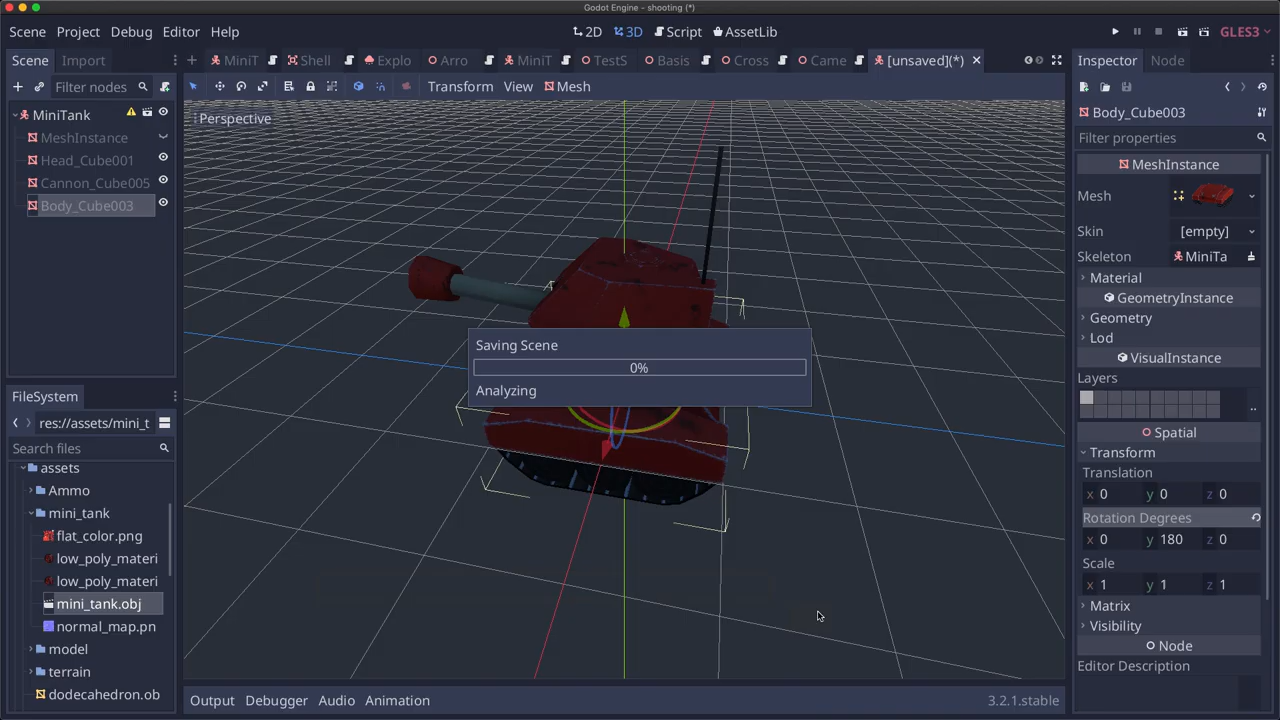 Godot Engine - shooting (*)
Scene Project Debug Editor Help
2D 3D Script AssetLib
GLES3
Scene Import
MiniT Shell Explo Arro MiniT TestS Basis Cross Came [unsaved](*)
Inspector Node
Filter nodes
Transform View Mesh
MiniTank
MeshInstance
Head_Cube001
Cannon_Cube005
Body_Cube003
Perspective
Saving Scene
0%
Analyzing
FileSystem
res://assets/mini_t
Search files
assets
Ammo
mini_tank
flat_color.png
low_poly_materi
low_poly_materi
mini_tank.obj
normal_map.pn
model
terrain
dodecahedron.ob
Output Debugger Audio Animation
3.2.1.stable
Body_Cube003
Filter properties
MeshInstance
Mesh
Skin [empty]
Skeleton MiniTa
Material
GeometryInstance
Geometry
Lod
VisualInstance
Layers
..
Spatial
Transform
Translation
x 0 y 0 z 0
Rotation Degrees
x 0 y 180 z 0
Scale
x 1 y 1 z 1
Matrix
Visibility
Node
Editor Description